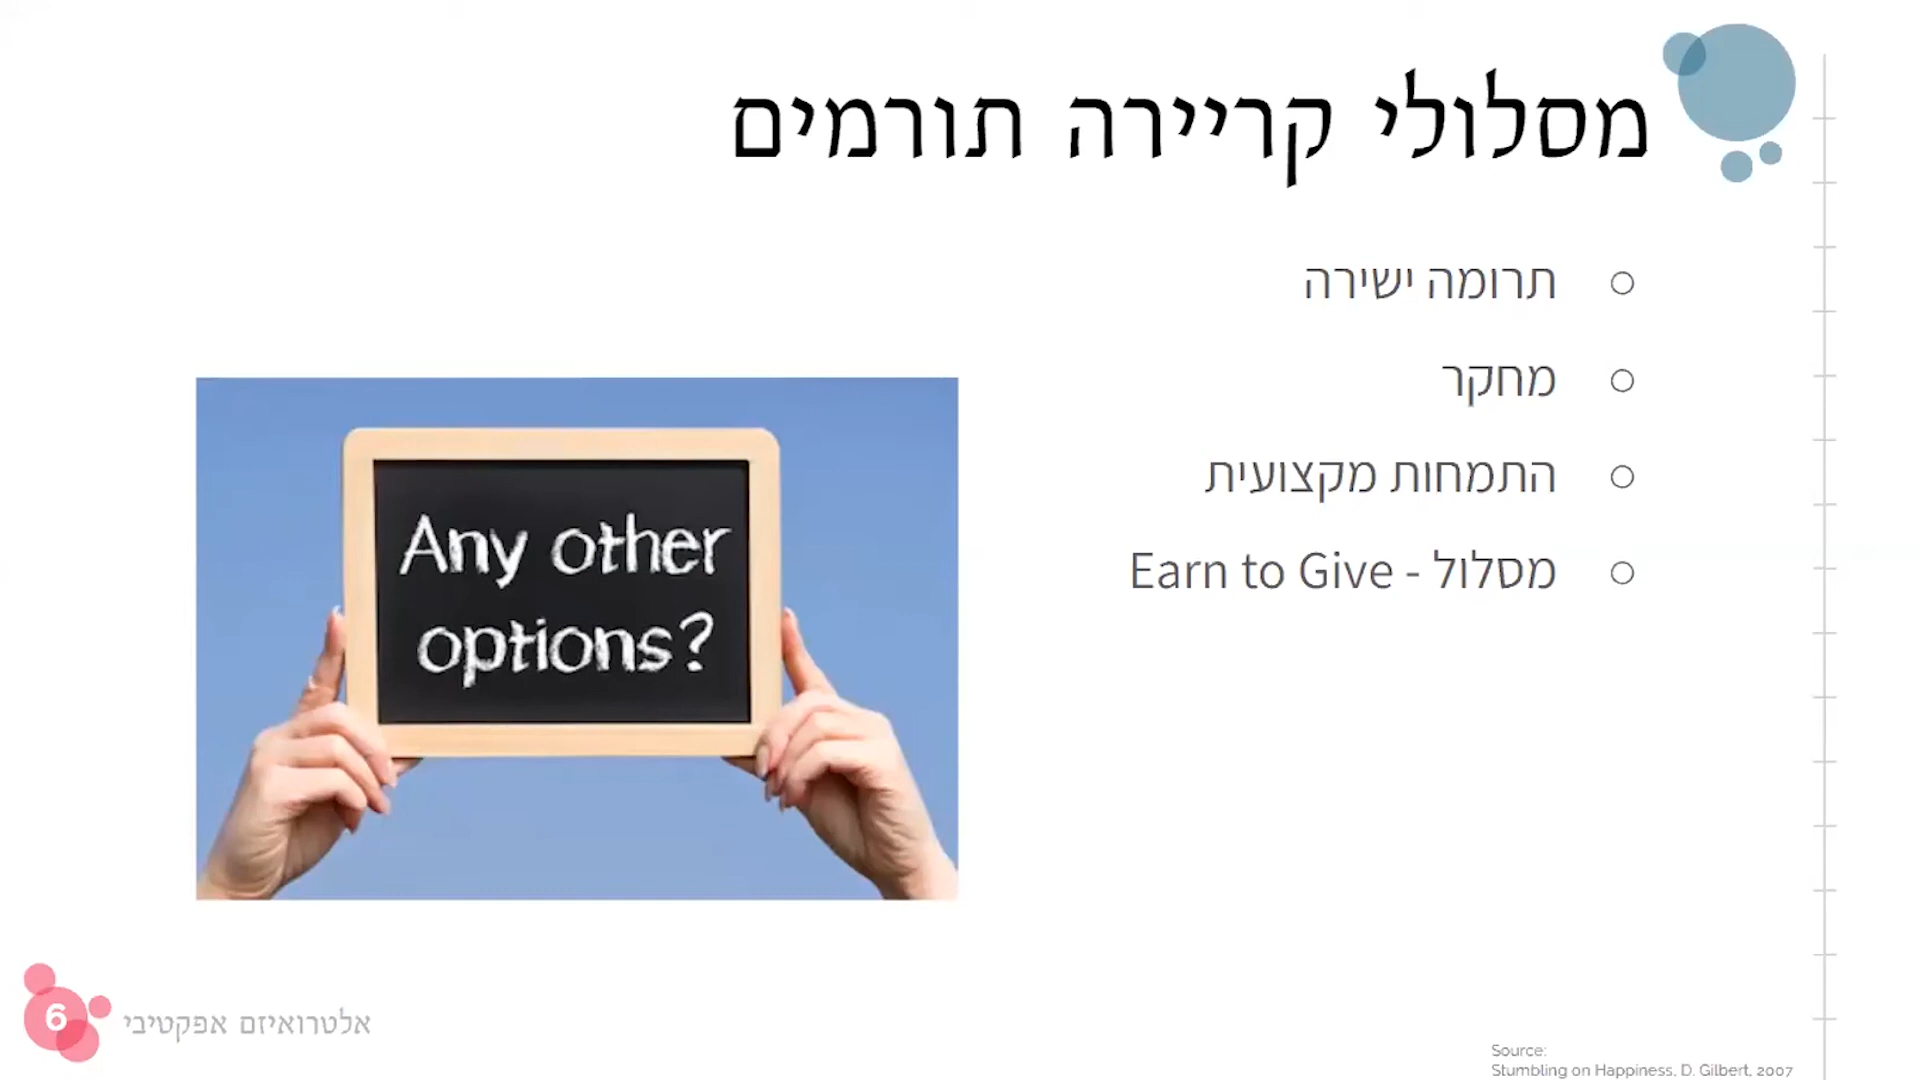 מסלולי קריירה תורמים
תרומה ישירה
מחקר
התמחות מקצועית
מסלול - Earn to Give
Any other
options?
6
אלטרואיזם אפקטיבי
Source:
Stumbling on Happiness, D. Gilbert, 2007